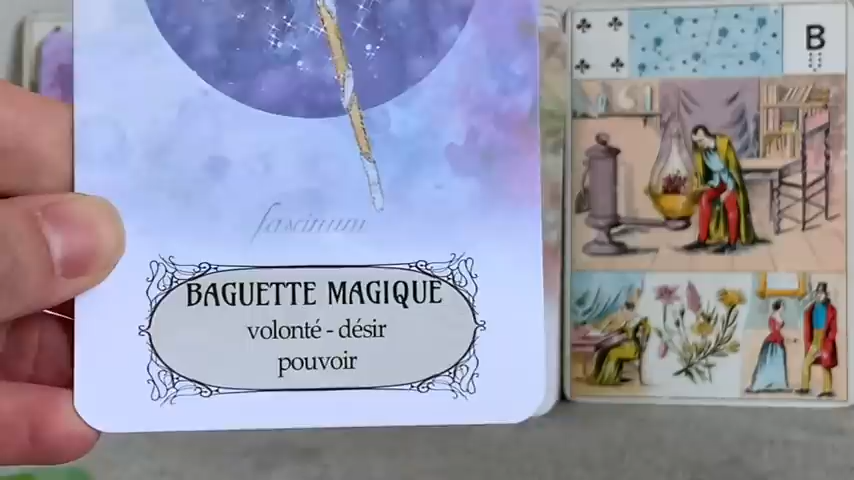 fascinum
BAGUETTE MAGIQUE
volonté - désir
pouvoir
B